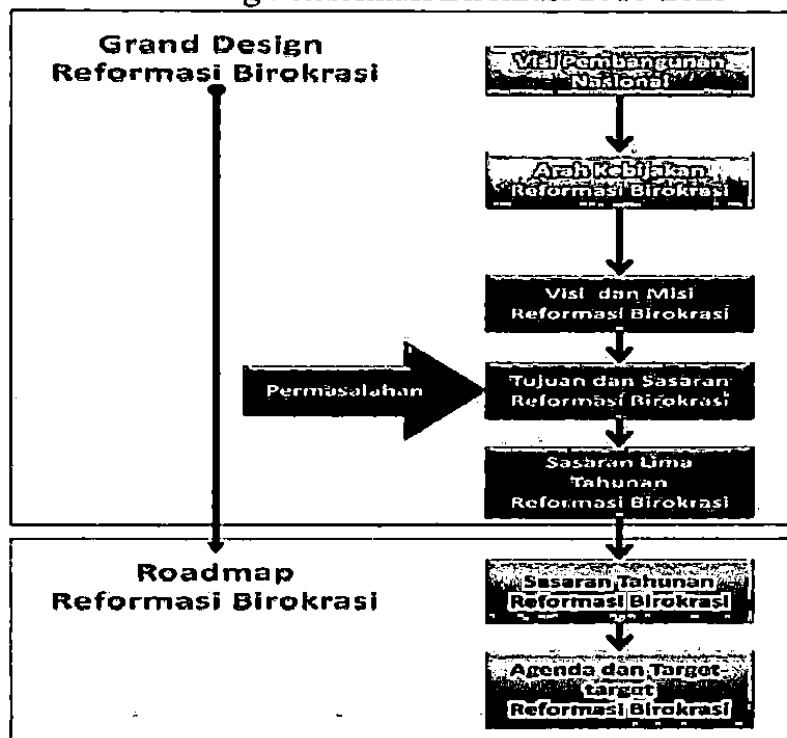 Grand Design
Reformasi Birokrasi
Visi Pembangunan
Nasional
Arah Kebijakan
Reformasi Birokrasi
Visi dan Misi
Reformasi Birokrasi
Permasalahan
Tujuan dan Sasaran
Reformasi Birokrasi
Sasaran Lima
Tahunan
Reformasi Birokrasi
Roadmap
Reformasi Birokrasi
Sasaran Tahunan
Reformasi Birokrasi
Agenda dan Target-
target
Reformasi Birokrasi